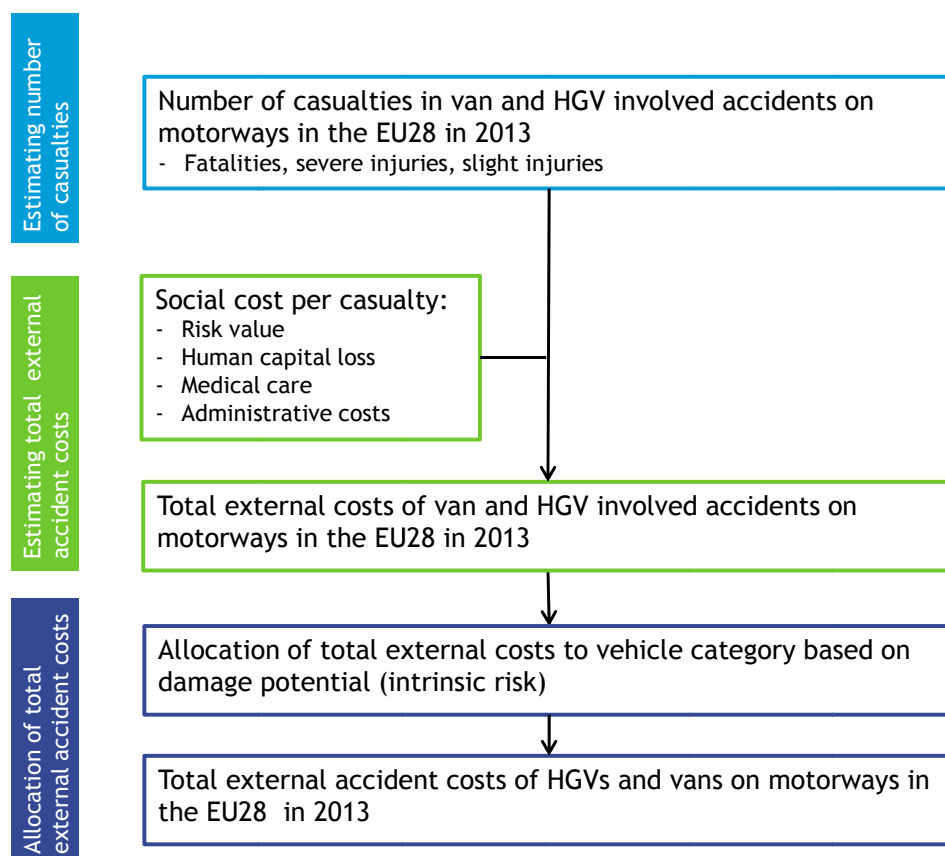 Estimating number
of casualties
Number of casualties in van and HGV involved accidents on
motorways in the EU28 in 2013
- Fatalities, severe injuries, slight injuries
Estimating total external
accident costs
Social cost per casualty:
- Risk value
- Human capital loss
- Medical care
- Administrative costs
Total external costs of van and HGV involved accidents on
motorways in the EU28 in 2013
Allocation of total
external accident costs
Allocation of total external costs to vehicle category based on
damage potential (intrinsic risk)
Total external accident costs of HGVs and vans on motorways in
the EU28 in 2013